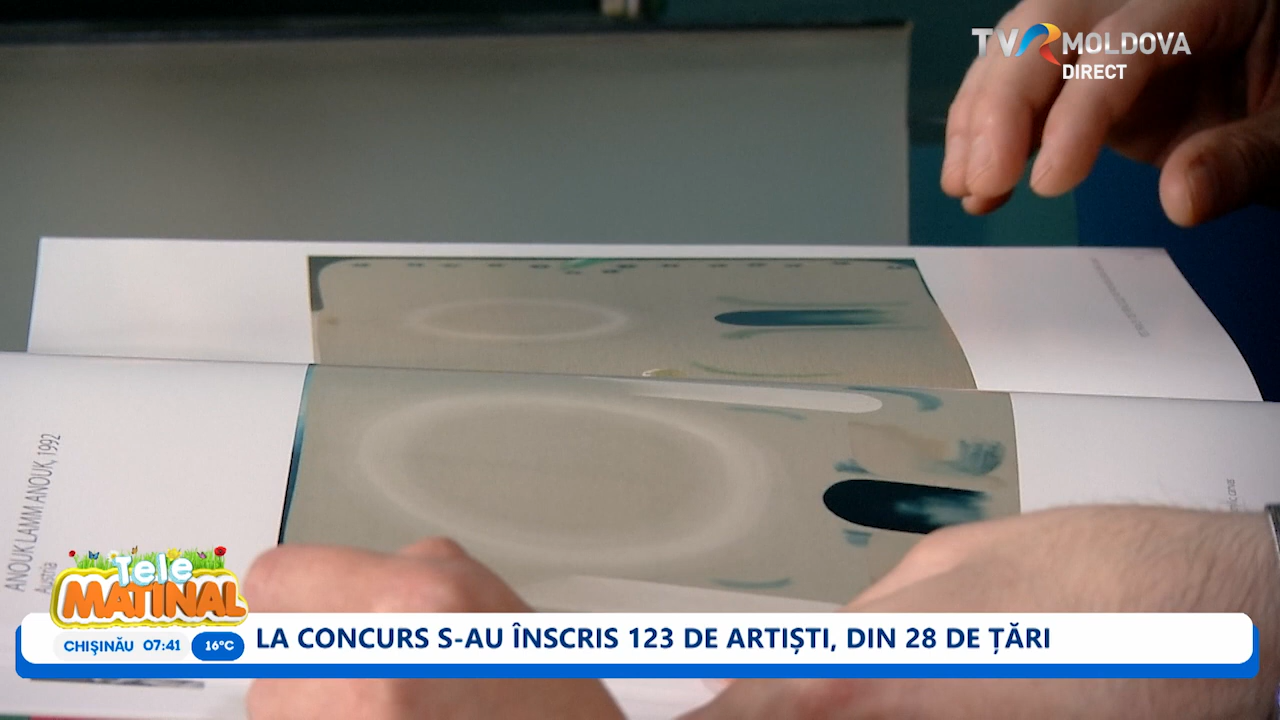 TVR MOLDOVA
DIRECT
ANOUK LAMM ANOUK, 1992
Austria
Tele
MATINAL
CHIȘINĂU 07:41 16°C
LA CONCURS S-AU ÎNSCRIS 123 DE ARTIȘTI, DIN 28 DE ȚĂRI